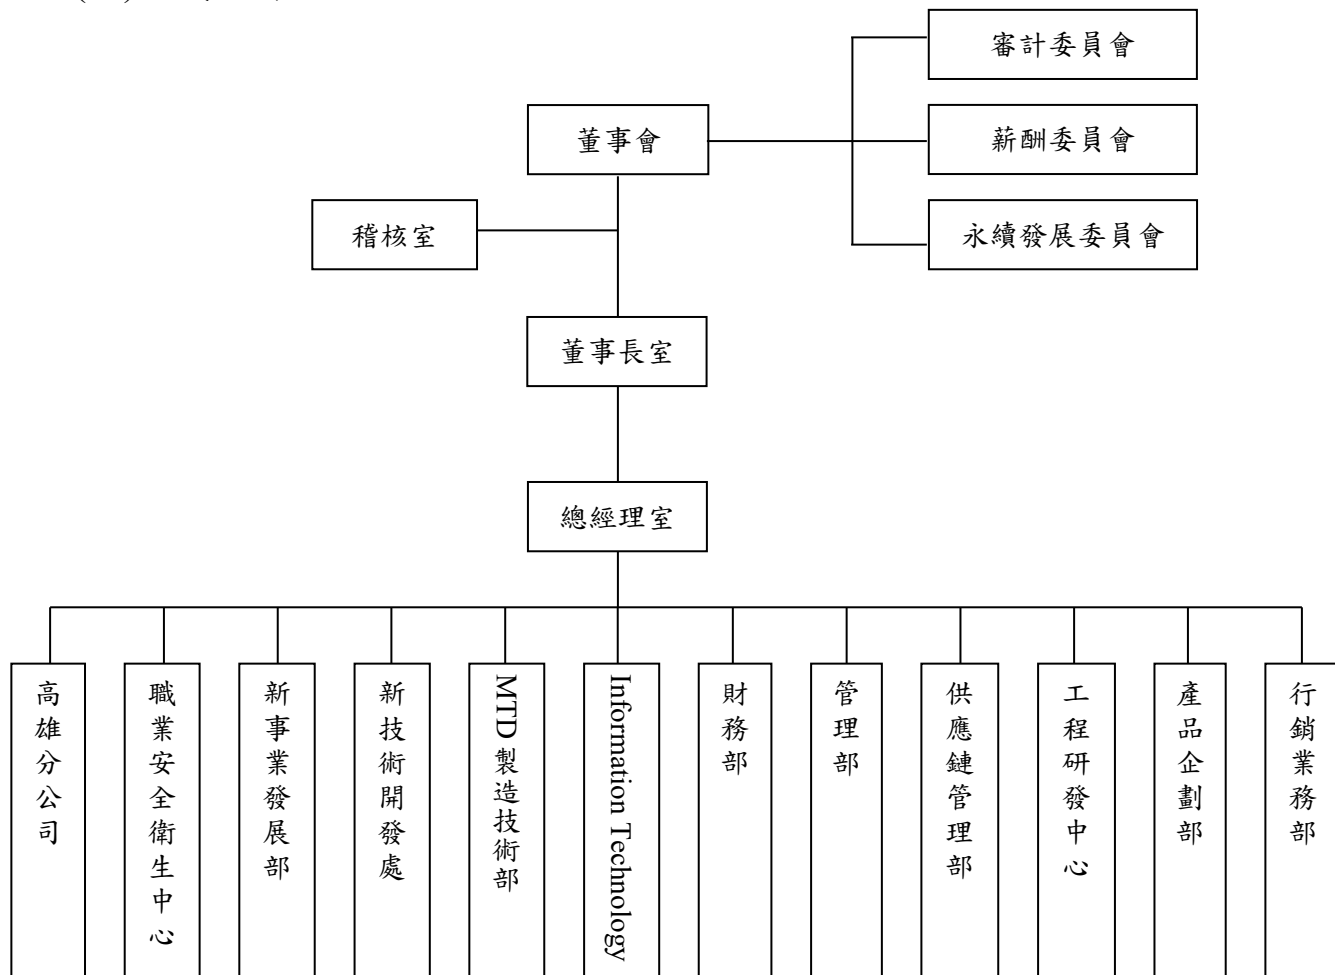 審計委員會
董事會
薪酬委員會
稽核室
永續發展委員會
董事長室
總經理室
高雄分公司
職業安全衛生中心
新事業發展部
新技術開發處
MTD製造技術部
Information Technology
財務部
管理部
供應鏈管理部
工程研發中心
產品企劃部
行銷業務部